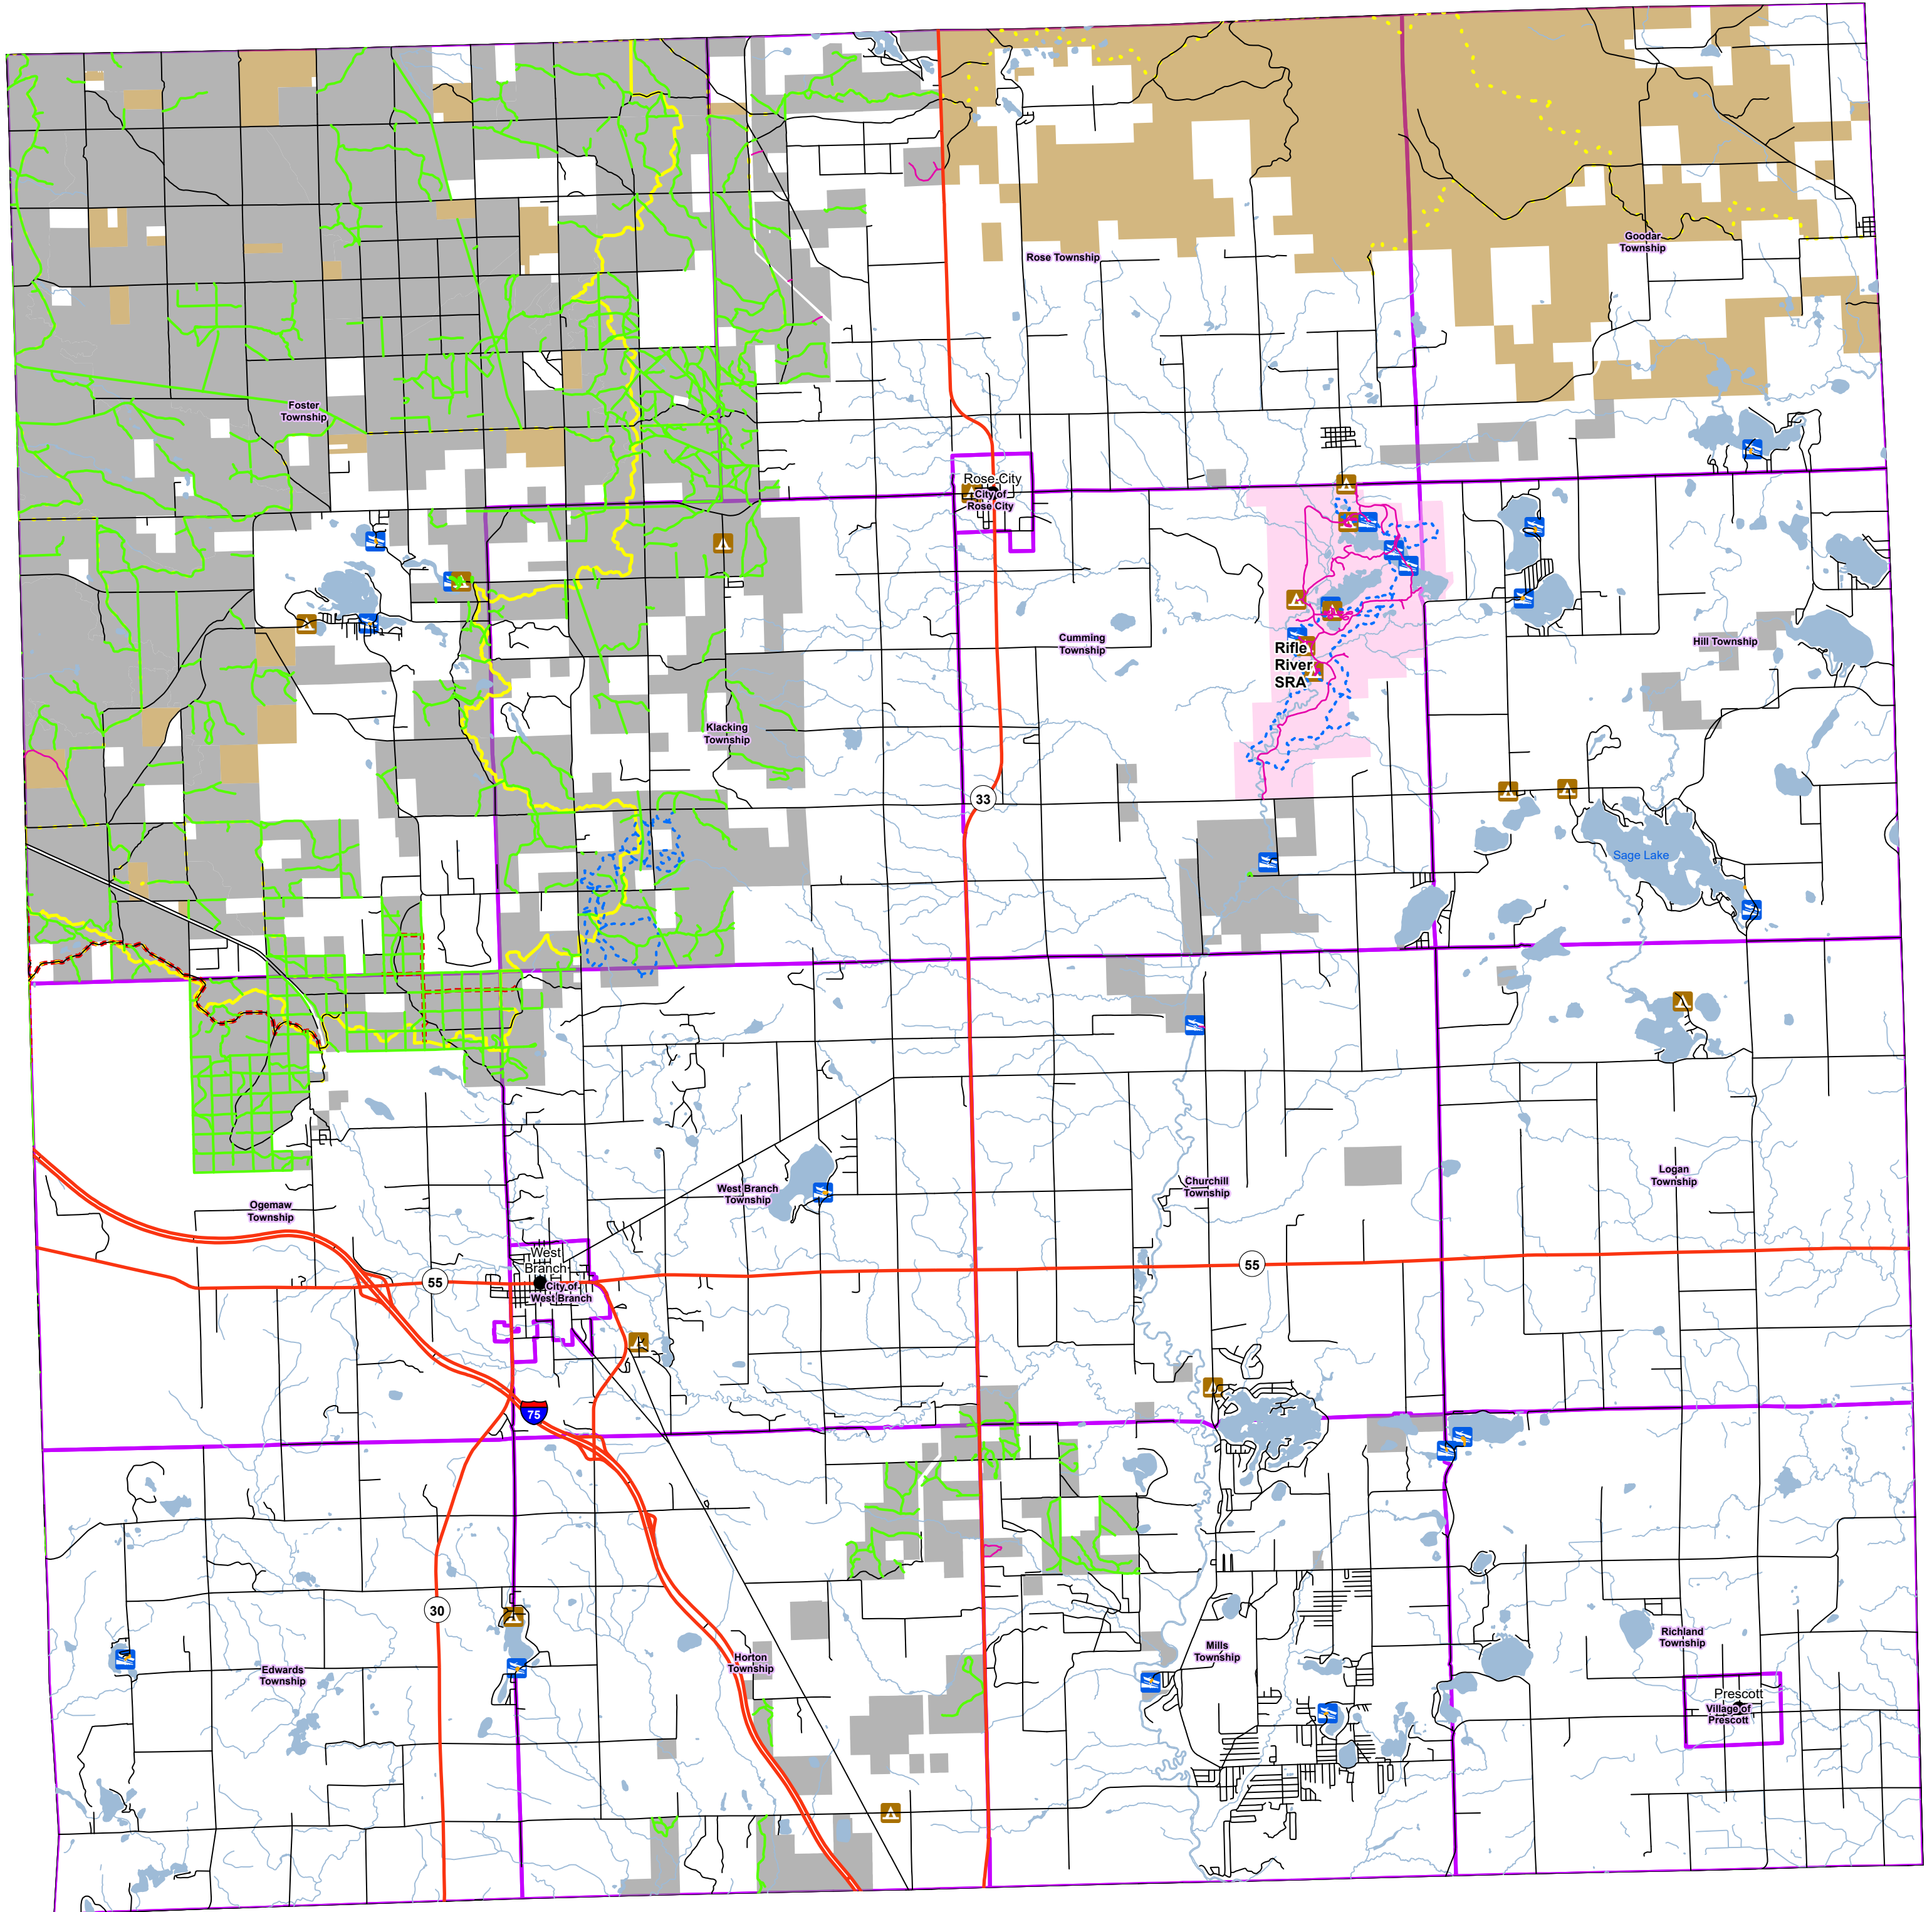 Goodar
Township
Rose Township
Foster
Township
Rose City
City of
Rose City
Cumming
Township
Hill Township
Rifle
River
SRA
Klacking
Township
33
Sage Lake
Logan
Township
Churchill
Township
West Branch
Township
Ogemaw
Township
West
Branch
55
55
City of
West Branch
75
30
Mills
Township
Richland
Township
Horton
Township
Edwards
Township
Prescott
Village of
Prescott